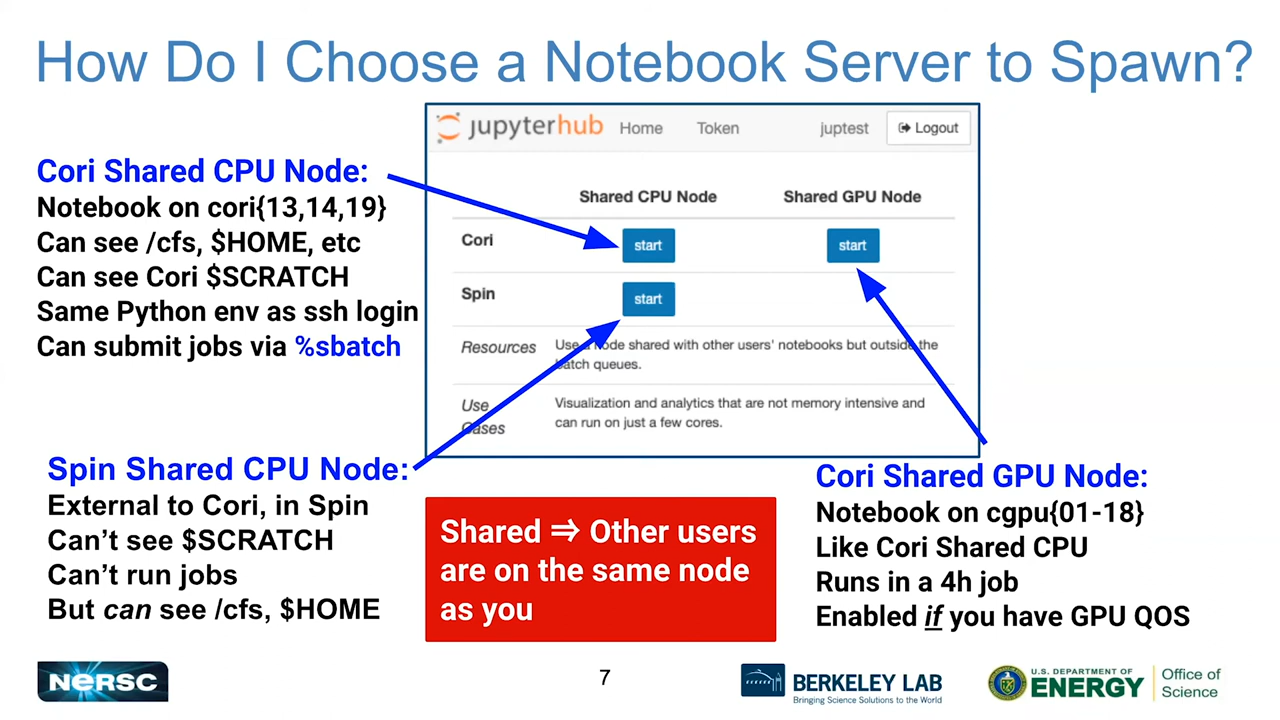 How Do I Choose a Notebook Server to Spawn?
jupyterhub Home Token juptest Logout
Shared CPU Node Shared GPU Node
Cori start start
Spin start
Resources Use a node shared with other users' notebooks but outside the
batch queues.
Use Visualization and analytics that are not memory intensive and
Cases can run on just a few cores.
Cori Shared CPU Node:
Notebook on cori{13,14,19}
Can see /cfs, $HOME, etc
Can see Cori $SCRATCH
Same Python env as ssh login
Can submit jobs via %sbatch
Spin Shared CPU Node:
External to Cori, in Spin
Can't see $SCRATCH
Can't run jobs
But can see /cfs, $HOME
Shared ⇒ Other users
are on the same node
as you
Cori Shared GPU Node:
Notebook on cgpu{01-18}
Like Cori Shared CPU
Runs in a 4h job
Enabled if you have GPU QOS
NERSC
7
BERKELEY LAB
Bringing Science Solutions to the World
U.S. DEPARTMENT OF
ENERGY
Office of
Science